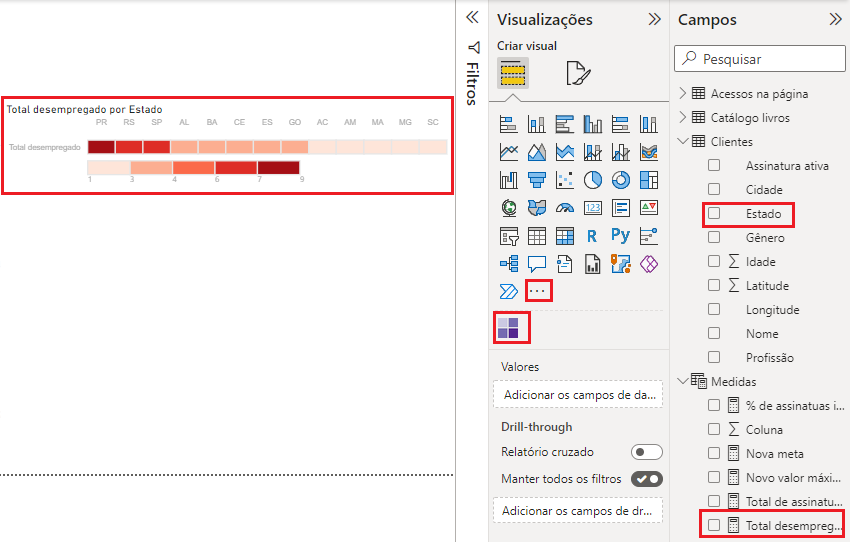 Total desempregado por Estado
PR RS SP AL BA CE ES GO AC AM MA MG SC
Total desempregado
1 3 4 6 7 9
Filtros
Visualizações
Criar visual
R Py
123
...
Valores
Adicionar os campos de da...
Drill-through
Relatório cruzado
Manter todos os filtros
Adicionar os campos de dr...
Campos
Pesquisar
Acessos na página
Catálogo livros
Clientes
Assinatura ativa
Cidade
Estado
Gênero
Idade
Latitude
Longitude
Nome
Profissão
Medidas
% de assinatuas i...
Coluna
Nova meta
Novo valor máxi...
Total de assinatu...
Total desempreg...